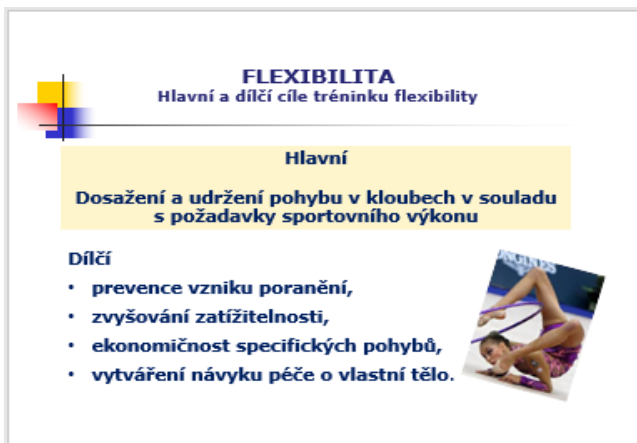 FLEXIBILITA
Hlavní a dílčí cíle tréninku flexibility
Hlavní
Dosažení a udržení pohybu v kloubech v souladu
s požadavky sportovního výkonu
Dílčí
• prevence vzniku poranění,
• zvyšování zatížitelnosti,
• ekonomičnost specifických pohybů,
• vytváření návyku péče o vlastní tělo.